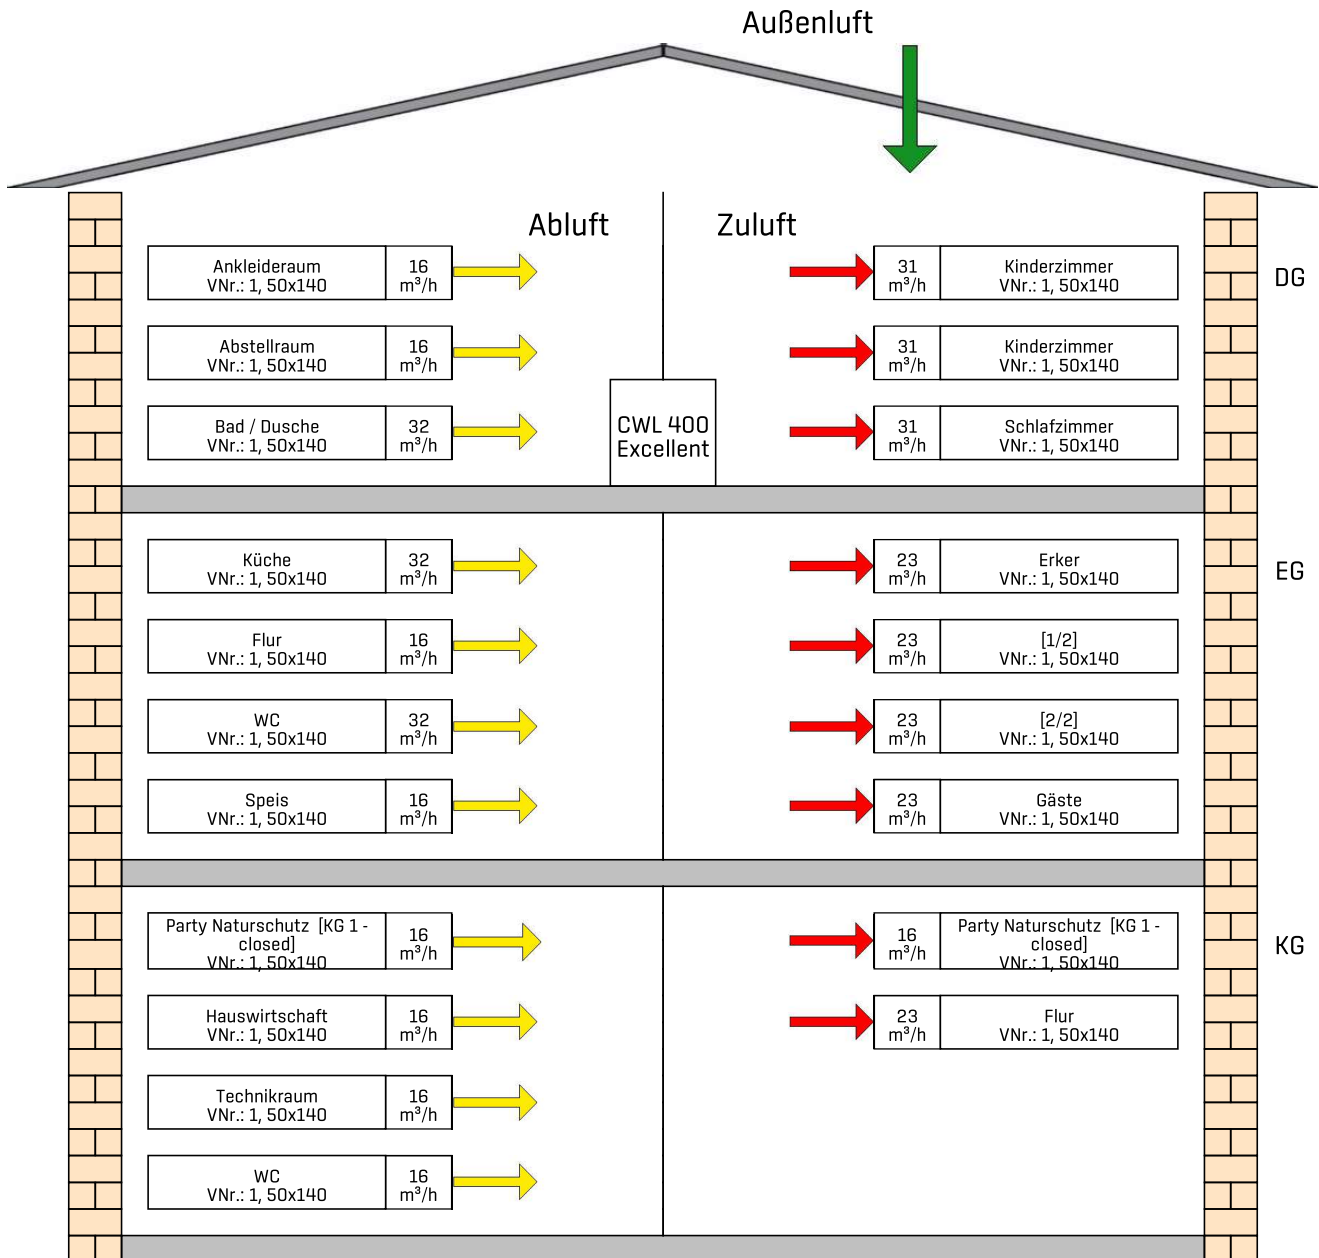 Außenluft
Abluft
Zuluft
Ankleideraum
VNr.: 1, 50x140
16
m³/h
31
m³/h
Kinderzimmer
VNr.: 1, 50x140
DG
Abstellraum
VNr.: 1, 50x140
16
m³/h
31
m³/h
Kinderzimmer
VNr.: 1, 50x140
Bad / Dusche
VNr.: 1, 50x140
32
m³/h
CWL 400
Excellent
31
m³/h
Schlafzimmer
VNr.: 1, 50x140
Küche
VNr.: 1, 50x140
32
m³/h
23
m³/h
Erker
VNr.: 1, 50x140
EG
Flur
VNr.: 1, 50x140
16
m³/h
23
m³/h
[1/2]
VNr.: 1, 50x140
WC
VNr.: 1, 50x140
32
m³/h
23
m³/h
[2/2]
VNr.: 1, 50x140
Speis
VNr.: 1, 50x140
16
m³/h
23
m³/h
Gäste
VNr.: 1, 50x140
Party Naturschutz [KG 1 -
closed]
VNr.: 1, 50x140
16
m³/h
16
m³/h
Party Naturschutz [KG 1 -
closed]
VNr.: 1, 50x140
KG
Hauswirtschaft
VNr.: 1, 50x140
16
m³/h
23
m³/h
Flur
VNr.: 1, 50x140
Technikraum
VNr.: 1, 50x140
16
m³/h
WC
VNr.: 1, 50x140
16
m³/h